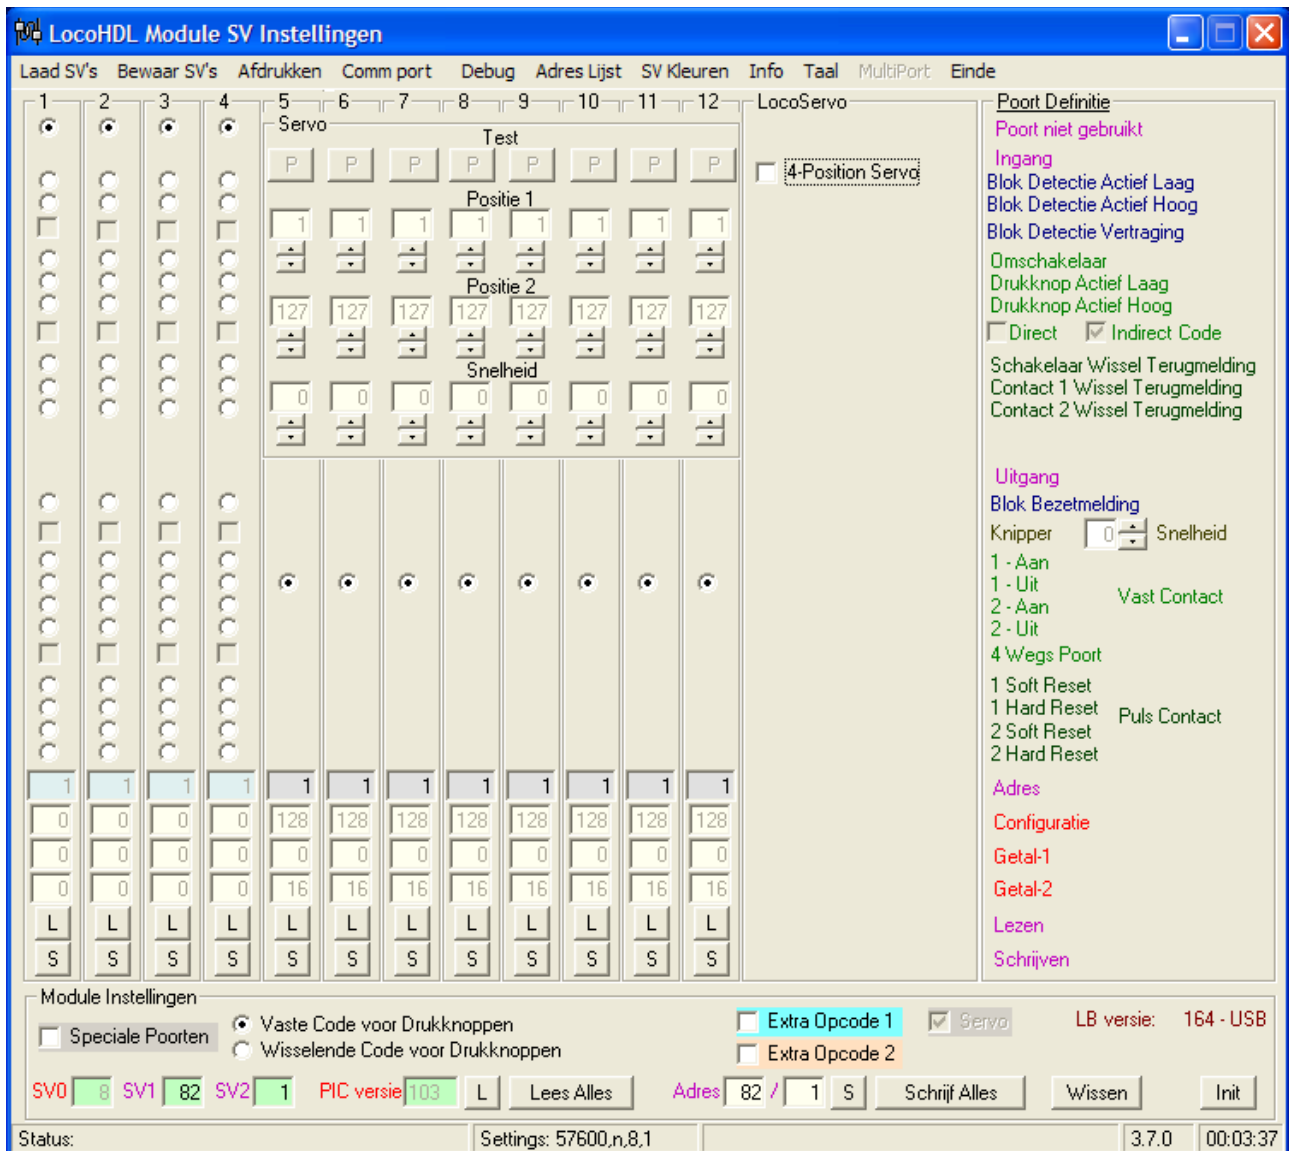 LocoHDL Module SV Instellingen
Laad SV's Bewaar SV's Afdrukken Comm port Debug Adres Lijst SV Kleuren Info Taal MultiPort Einde
1 2 3 4 5 6 7 8 9 10 11 12 LocoServo Poort Definitie
Servo
Test
P P P P P P P P
Positie 1
1 1 1 1 1 1 1 1
Positie 2
127 127 127 127 127 127 127 127
Snelheid
0 0 0 0 0 0 0 0
4-Position Servo
Poort niet gebruikt
Ingang
Blok Detectie Actief Laag
Blok Detectie Actief Hoog
Blok Detectie Vertraging
Omschakelaar
Drukknop Actief Laag
Drukknop Actief Hoog
Direct Indirect Code
Schakelaar Wissel Terugmelding
Contact 1 Wissel Terugmelding
Contact 2 Wissel Terugmelding
Uitgang
Blok Bezetmelding
Knipper 0 Snelheid
1 - Aan
1 - Uit
2 - Aan
2 - Uit
Vast Contact
4 Wegs Poort
1 Soft Reset
1 Hard Reset
2 Soft Reset
2 Hard Reset
Puls Contact
1 1 1 1 1 1 1 1 1 1 1 1 Adres
0 0 0 0 128 128 128 128 128 128 128 128 Configuratie
0 0 0 0 0 0 0 0 0 0 0 0 Getal-1
0 0 0 0 16 16 16 16 16 16 16 16 Getal-2
L L L L L L L L L L L L Lezen
S S S S S S S S S S S S Schrijven
Module Instellingen
Speciale Poorten
Vaste Code voor Drukknoppen
Wisselende Code voor Drukknoppen
Extra Opcode 1 Servo LB versie: 164 - USB
Extra Opcode 2
SV0 8 SV1 82 SV2 1 PIC versie 103 L Lees Alles Adres 82 / 1 S Schrijf Alles Wissen Init
Status: Settings: 57600,n,8,1 3.7.0 00:03:37